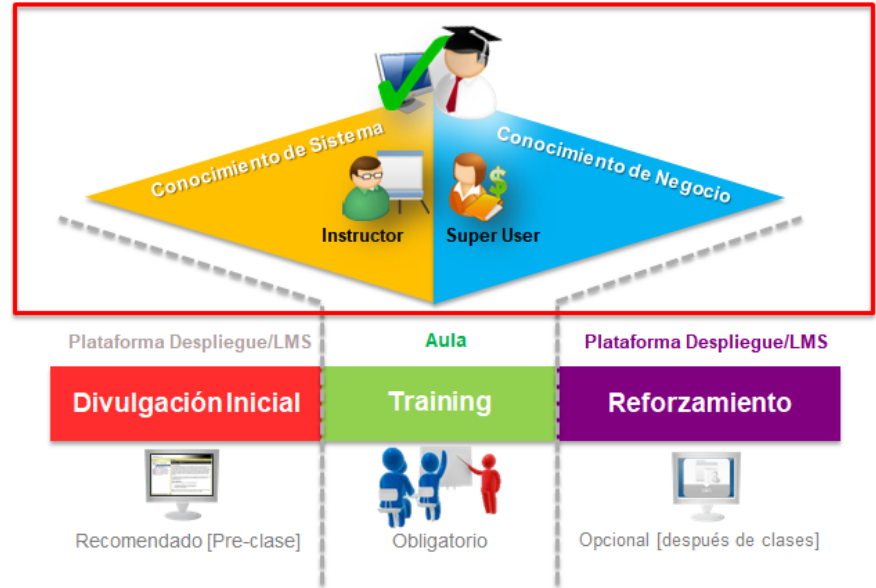 Conocimiento de Sistema
Conocimiento de Negocio
Instructor
Super User
Plataforma Despliegue/LMS
Aula
Plataforma Despliegue/LMS
Divulgación Inicial
Training
Reforzamiento
Recomendado [Pre-clase]
Obligatorio
Opcional [después de clases]